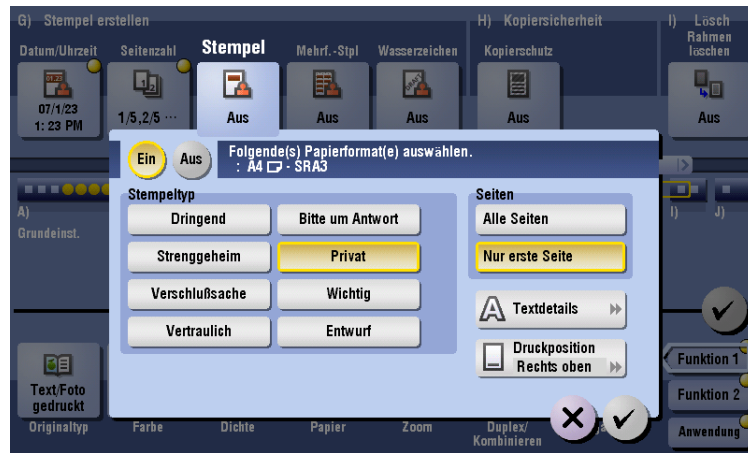 G) Stempel erstellen
H) Kopiersicherheit
I) Lösch
Datum/Uhrzeit
Seitenzahl
Stempel
Mehrf.-Stpl
Wasserzeichen
Kopierschutz
Rahmen
löschen
07/1/23
1: 23 PM
1/5,2/5 ···
Aus
Aus
Aus
Aus
Aus
Ein
Aus
Folgende(s) Papierformat(e) auswählen.
: A4 - SRA3
Stempeltyp
Seiten
Dringend
Bitte um Antwort
Alle Seiten
Strenggeheim
Privat
Nur erste Seite
Verschlußsache
Wichtig
Textdetails
Vertraulich
Entwurf
Druckposition
Rechts oben
A)
Grundeinst.
I)
J)
Text/Foto
gedruckt
Funktion 1
Funktion 2
Anwendung
Originaltyp
Farbe
Dichte
Papier
Zoom
Duplex/
Kombinieren